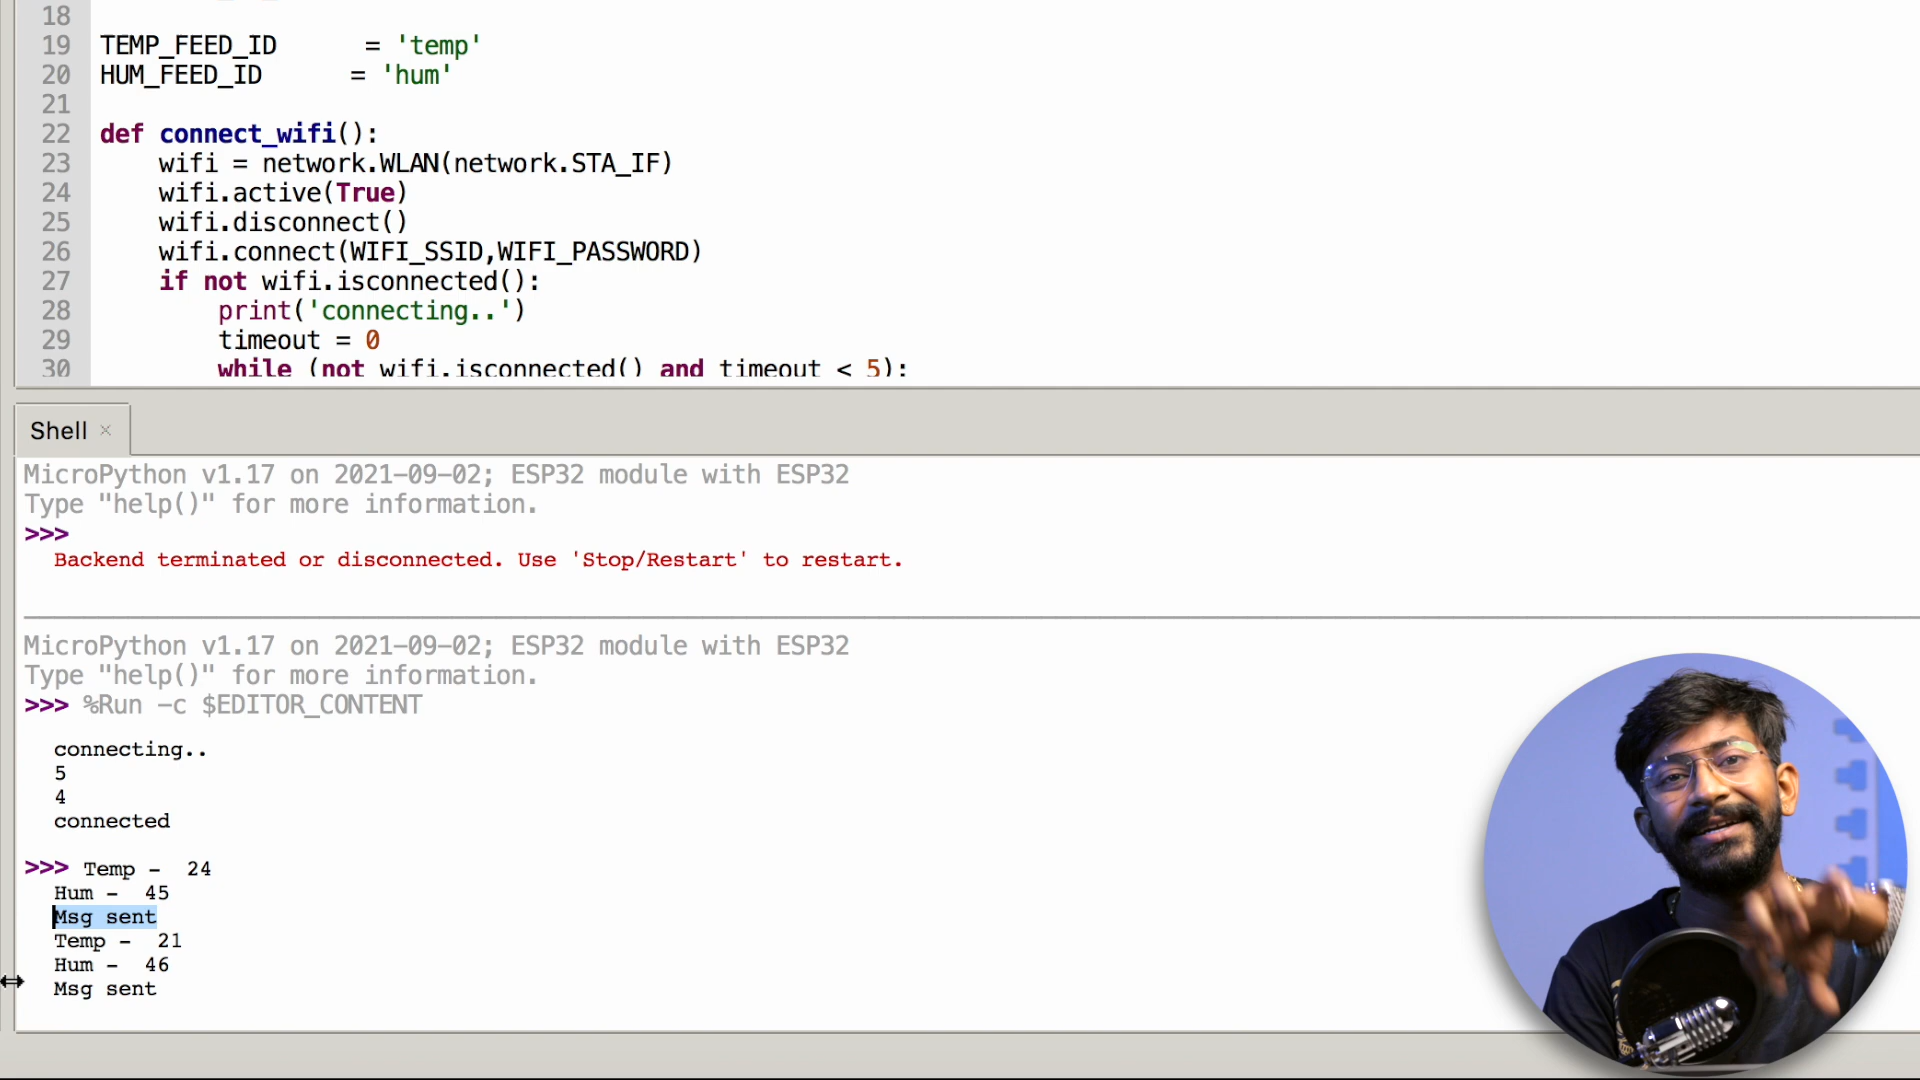 18
19 TEMP_FEED_ID = 'temp'
20 HUM_FEED_ID = 'hum'
21
22 def connect_wifi():
23 wifi = network.WLAN(network.STA_IF)
24 wifi.active(True)
25 wifi.disconnect()
26 wifi.connect(WIFI_SSID,WIFI_PASSWORD)
27 if not wifi.isconnected():
28 print('connecting..')
29 timeout = 0
30 while (not wifi.isconnected() and timeout < 5):
Shell ×
MicroPython v1.17 on 2021-09-02; ESP32 module with ESP32
Type "help()" for more information.
>>>
Backend terminated or disconnected. Use 'Stop/Restart' to restart.
MicroPython v1.17 on 2021-09-02; ESP32 module with ESP32
Type "help()" for more information.
>>> %Run -c $EDITOR_CONTENT
connecting..
5
4
connected
>>> Temp - 24
Hum - 45
Msg sent
Temp - 21
Hum - 46
Msg sent